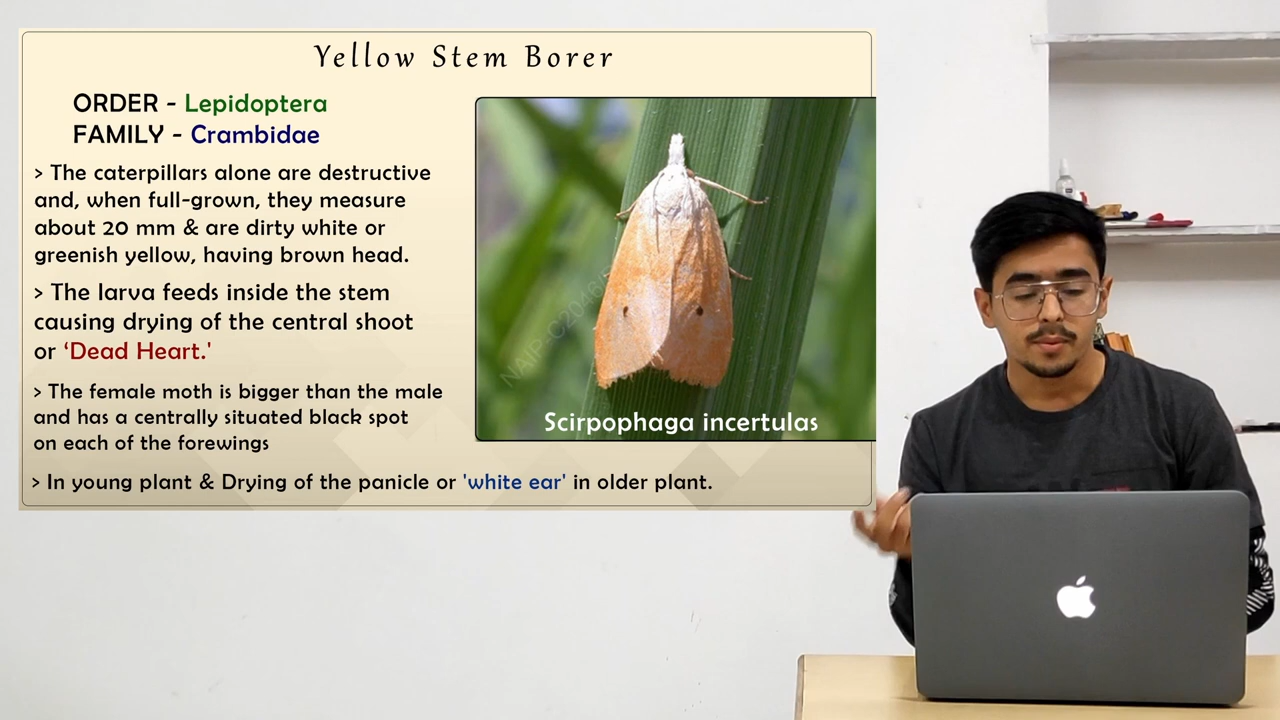 Yellow Stem Borer
ORDER - Lepidoptera
FAMILY - Crambidae
> The caterpillars alone are destructive
and, when full-grown, they measure
about 20 mm & are dirty white or
greenish yellow, having brown head.
> The larva feeds inside the stem
causing drying of the central shoot
or ‘Dead Heart.'
> The female moth is bigger than the male
and has a centrally situated black spot
on each of the forewings
> In young plant & Drying of the panicle or 'white ear' in older plant.
Scirpophaga incertulas